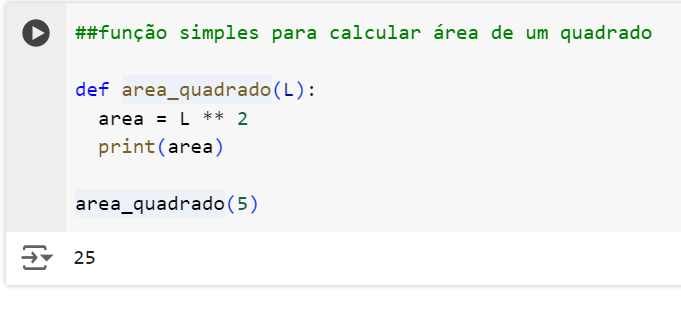 ##função simples para calcular área de um quadrado
def area_quadrado(L):
  area = L ** 2
  print(area)
area_quadrado(5)
25